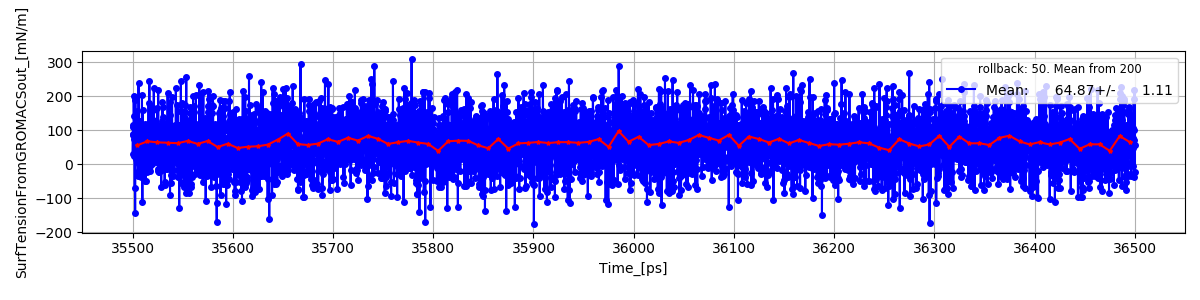 SurfTensionFromGROMACSout_[mN/m]
300
200
100
0
−100
−200
rollback: 50. Mean from 200
Mean: 64.87+/- 1.11
35500 35600 35700 35800 35900 36000 36100 36200 36300 36400 36500
Time_[ps]